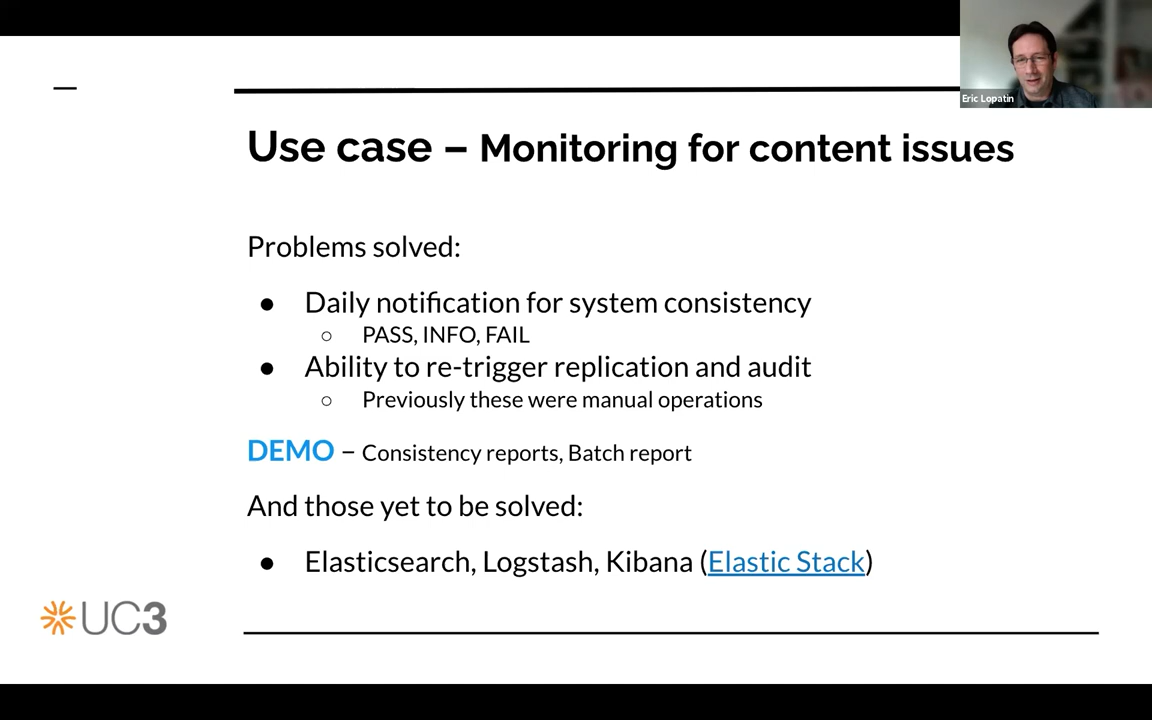 Eric Lopatin
Use case – Monitoring for content issues
Problems solved:
● Daily notification for system consistency
○ PASS, INFO, FAIL
● Ability to re-trigger replication and audit
○ Previously these were manual operations
DEMO – Consistency reports, Batch report
And those yet to be solved:
● Elasticsearch, Logstash, Kibana (Elastic Stack)
UC3